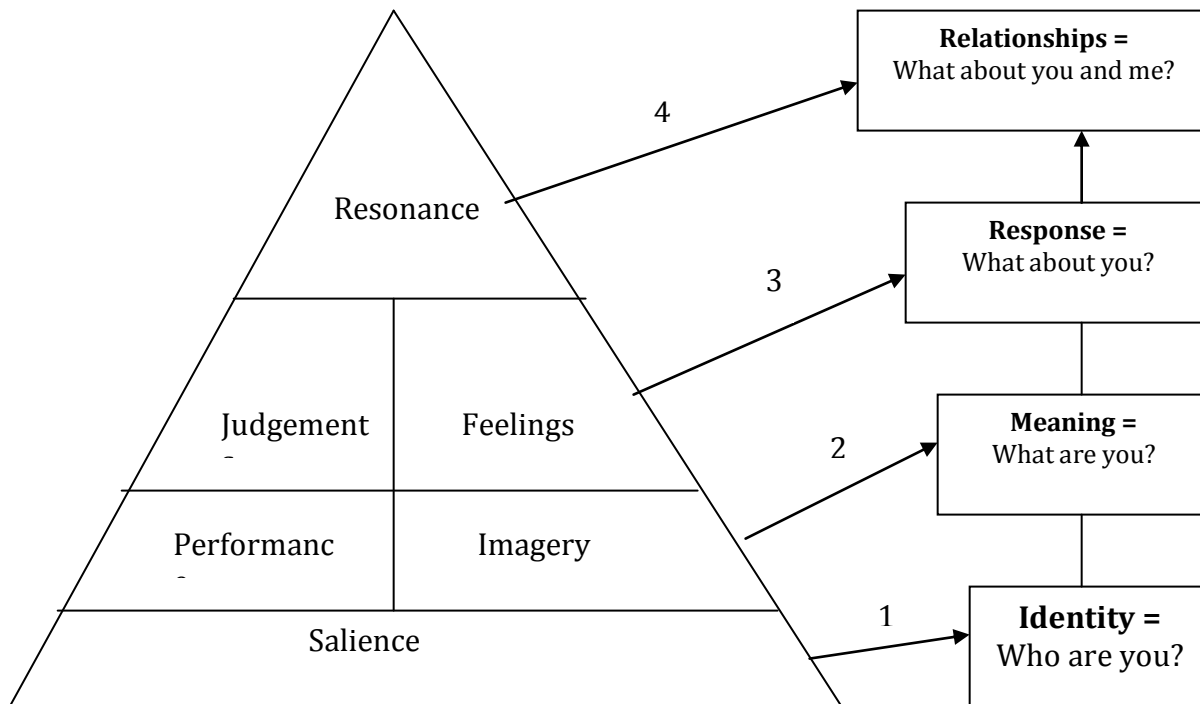 Relationships =
What about you and me?
4
Resonance
Response =
What about you?
3
Judgement
Feelings
Meaning =
What are you?
2
Performanc
Imagery
Identity =
Who are you?
1
Salience